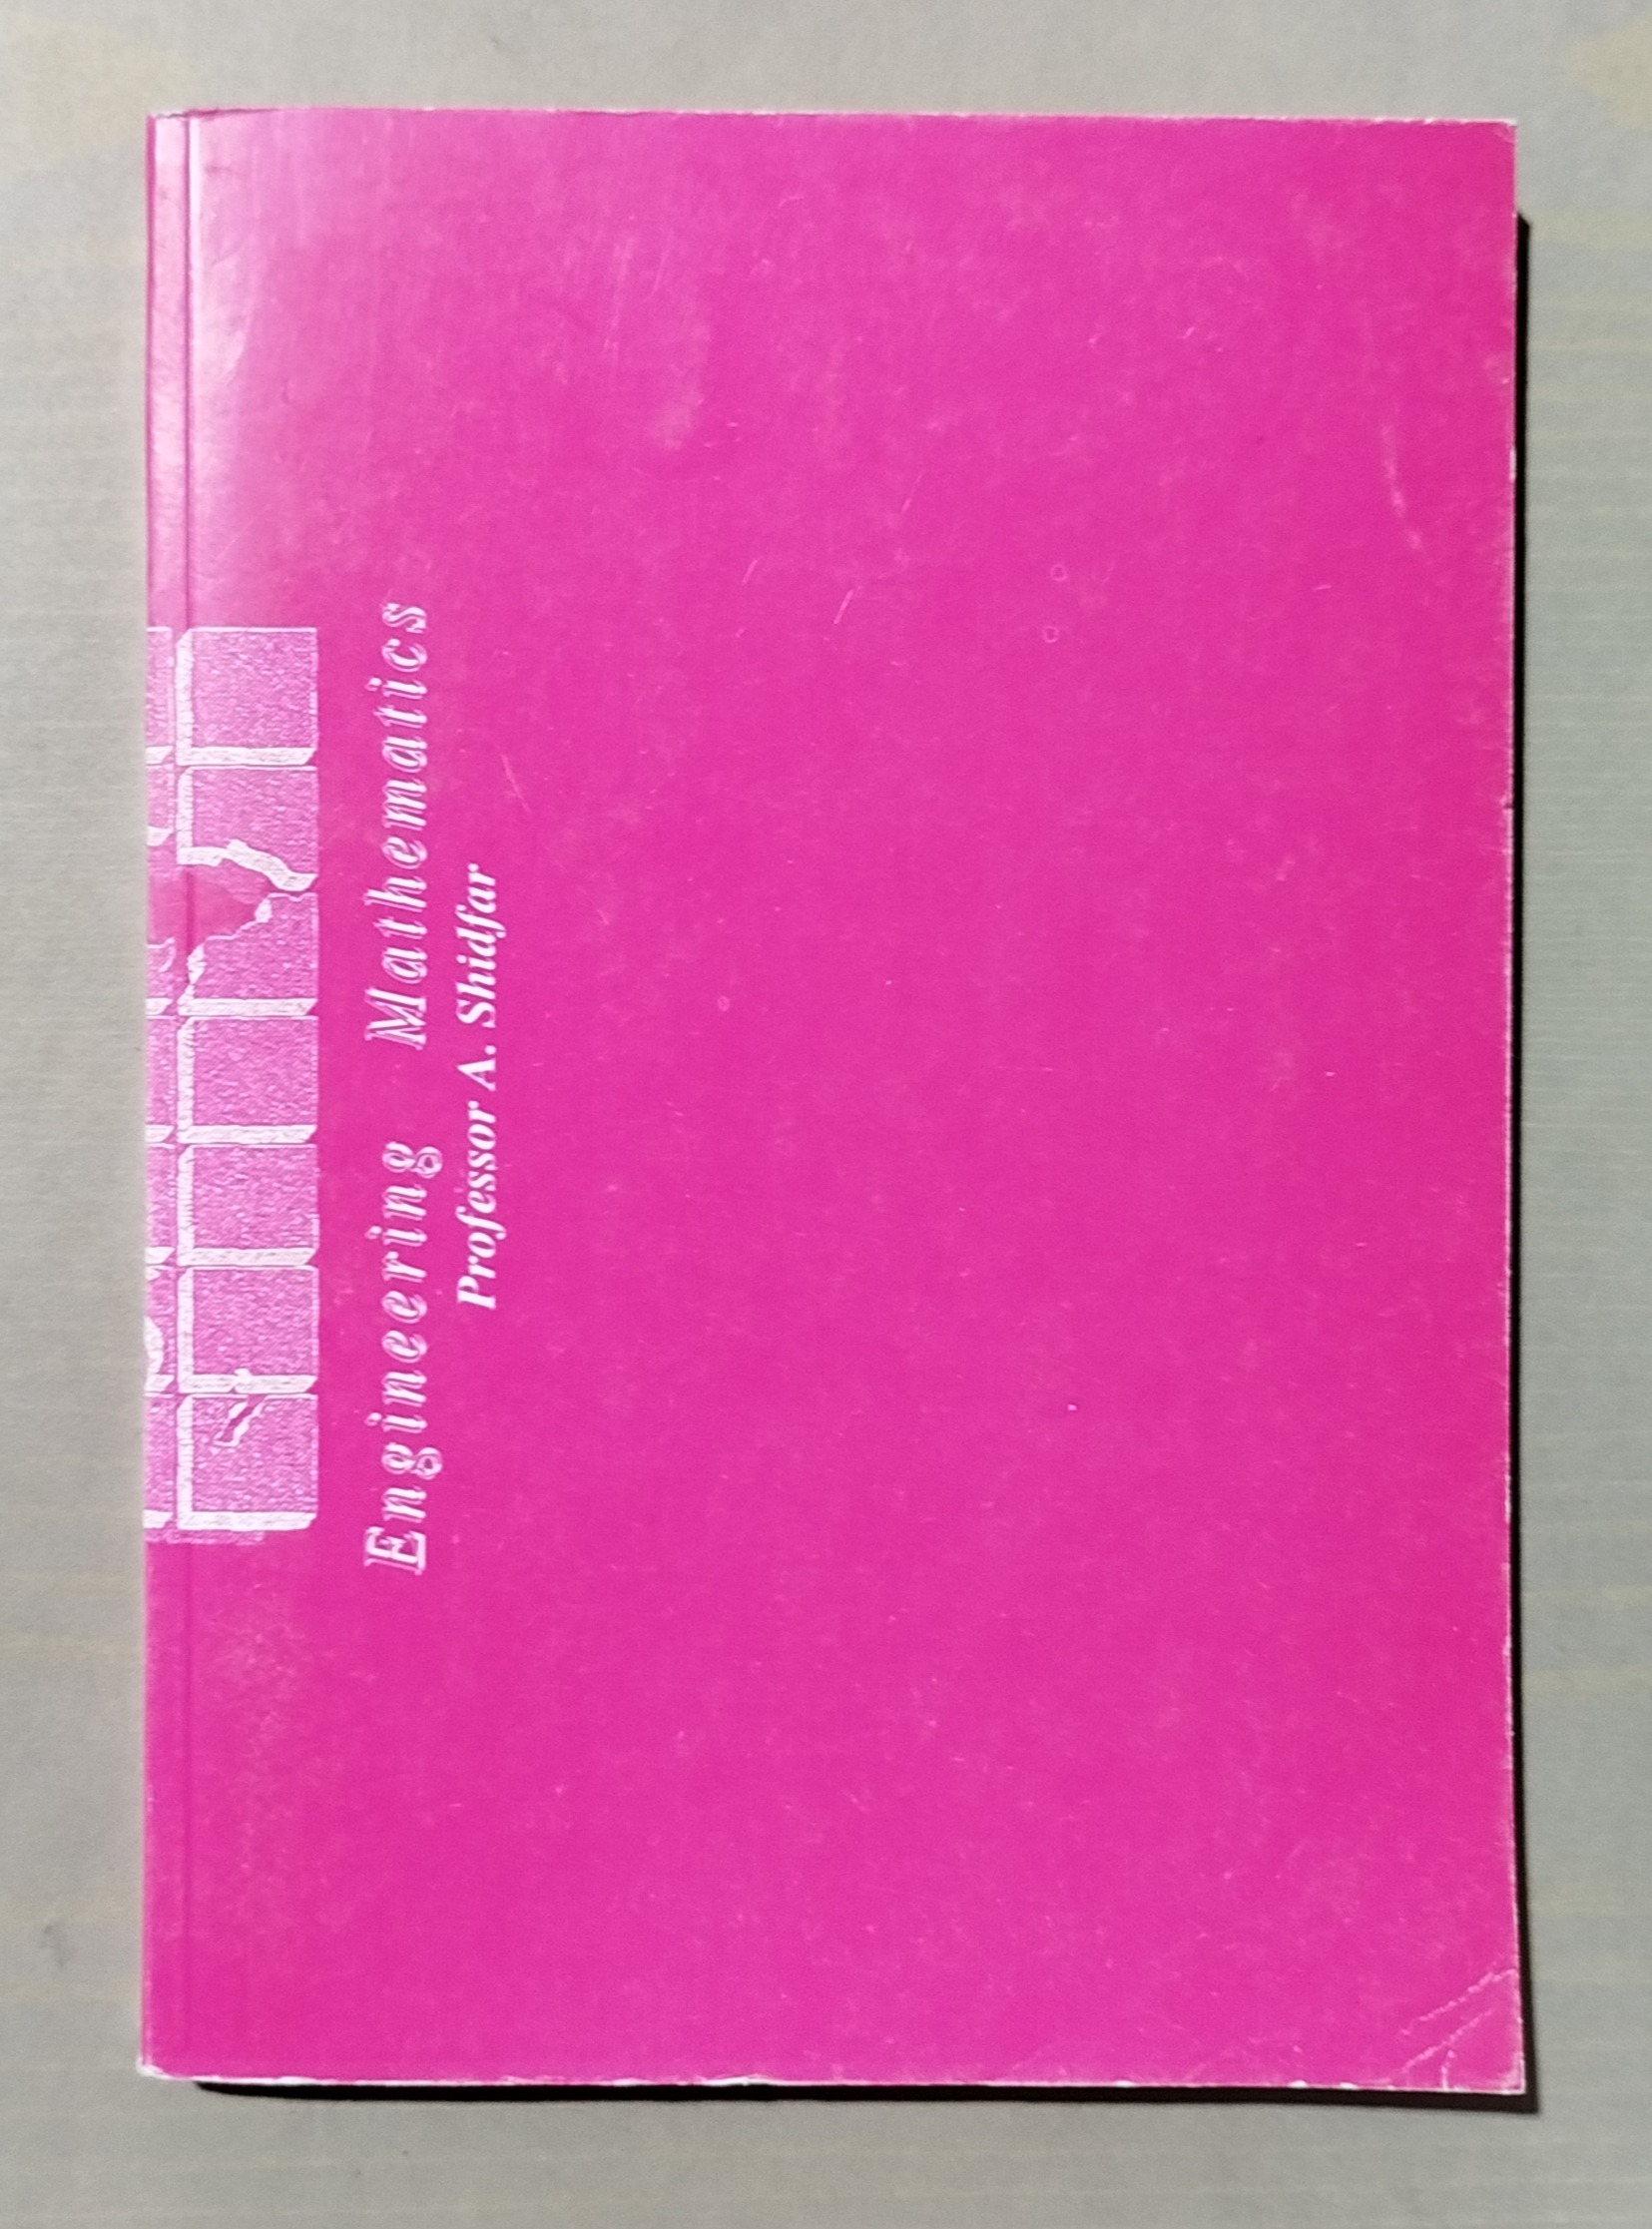 Engineering Mathematics
Professor A. Shidfar